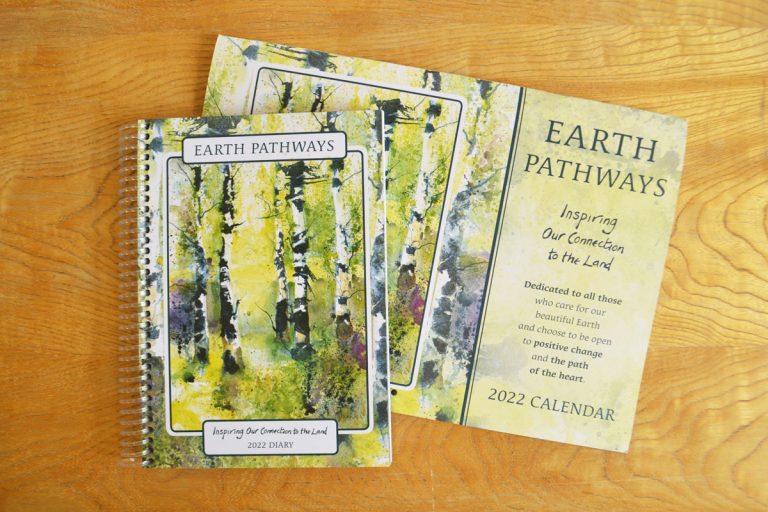 EARTH PATHWAYS
Inspiring Our Connection to the Land
2022 DIARY
EARTH
PATHWAYS
Inspiring
Our Connection
to the Land
Dedicated to all those
who care for our
beautiful Earth
and choose to be open
to positive change
and the path
of the heart.
2022 CALENDAR